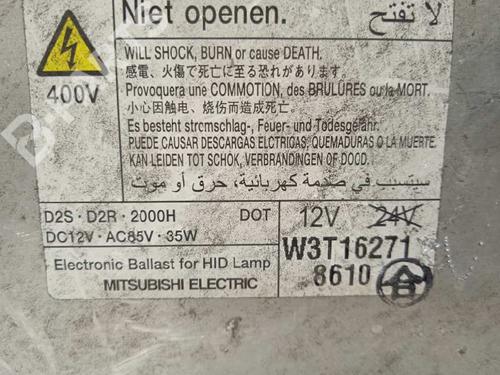 Niet openen.
لا تفتح
400V
WILL SHOCK, BURN or cause DEATH.
感電、火傷で死亡に至る恐れがあります。
Provoquera une COMMOTION, des BRULURES ou la MORT.
小心因触电、烧伤而造成死亡.
Es besteht stromschlag-, Feuer- und Todesgefahr.
PUEDE CAUSAR DESCARGAS ELCTRIGAS, QUEMADURAS O LA MUERTE.
KAN LEIDEN TOT SCHOK, VERBRANDINGEN OF DOOD.
سيتسبب في صدمة كهربائية، حرق أو موت
D2S · D2R · 2000H DOT
DC12V · AC85V · 35W
12V 24V
W3T16271
8610 合
Electronic Ballast for HID Lamp
MITSUBISHI ELECTRIC